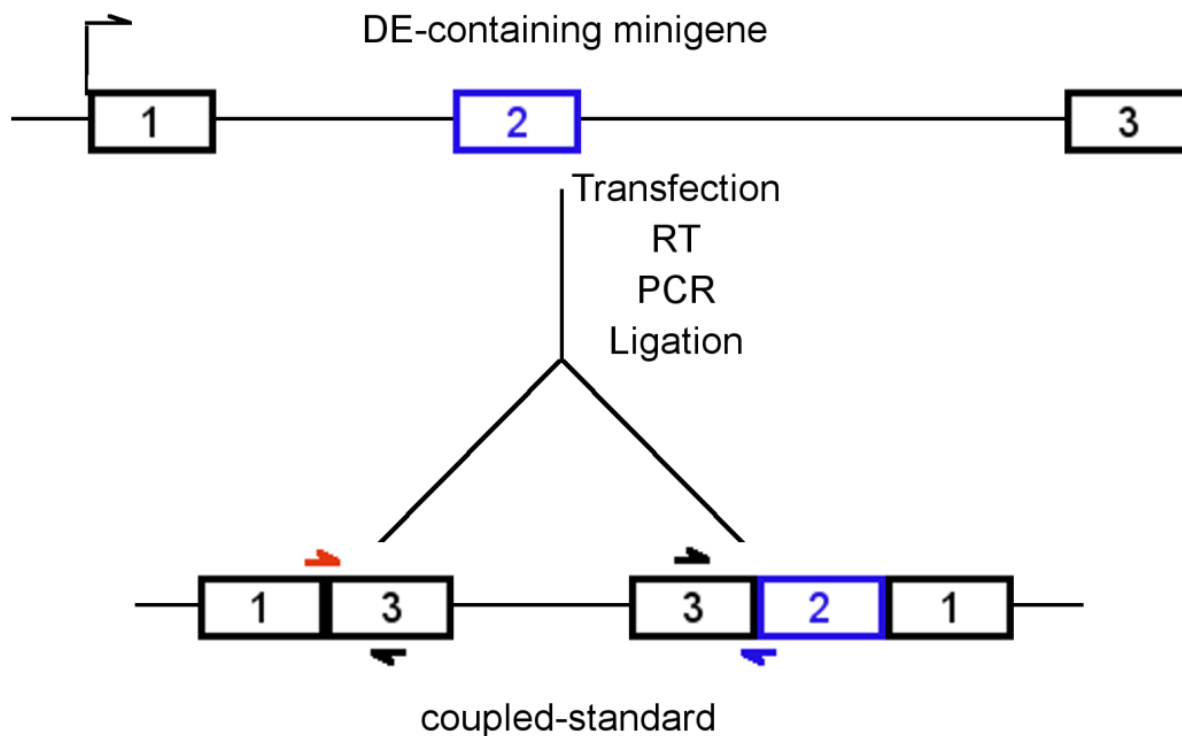 DE-containing minigene
1 2 3
Transfection
RT
PCR
Ligation
1 3 3 2 1
coupled-standard